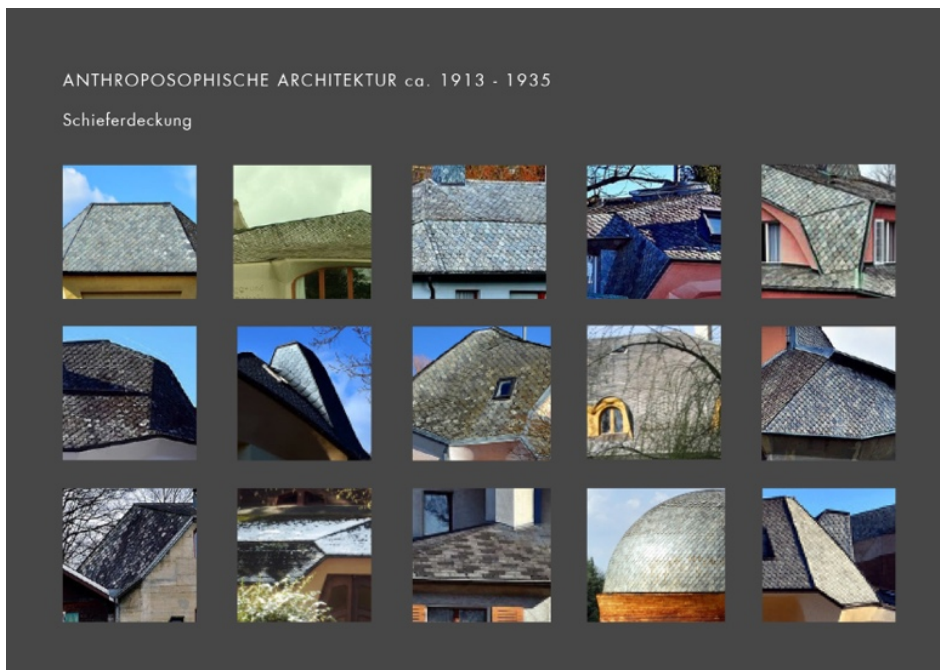 ANTHROPOSOPHISCHE ARCHITEKTUR ca. 1913 - 1935
Schieferdeckung